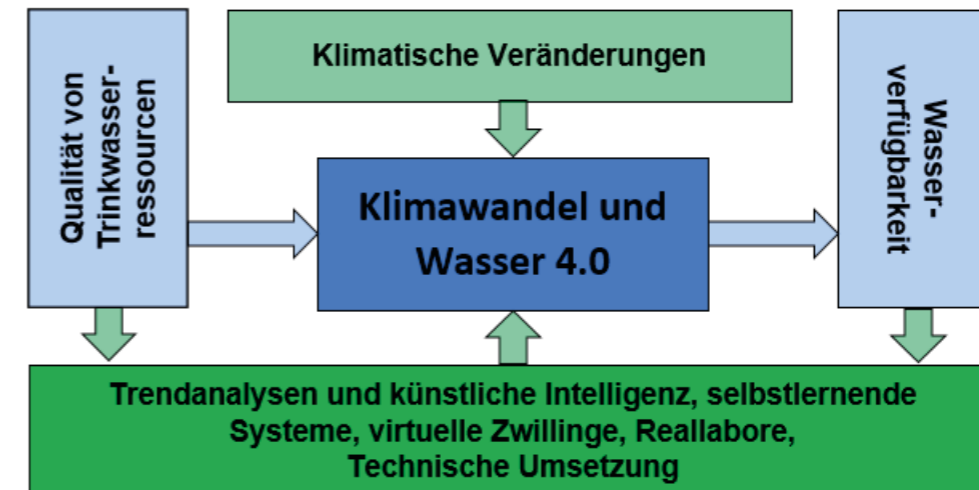 Qualität von
Trinkwasser-
ressourcen
Klimatische Veränderungen
Klimawandel und
Wasser 4.0
Wasser-
verfügbarkeit
Trendanalysen und künstliche Intelligenz, selbstlernende
Systeme, virtuelle Zwillinge, Reallabore,
Technische Umsetzung